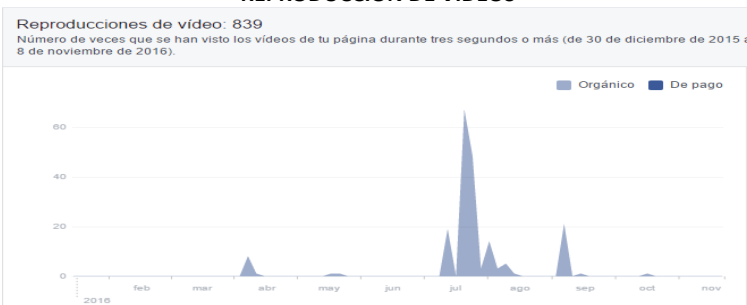 Reproducciones de vídeo: 839
Número de veces que se han visto los vídeos de tu página durante tres segundos o más (de 30 de diciembre de 2015 a
8 de noviembre de 2016).
Orgánico De pago
60
40
20
0
feb mar abr may jun jul ago sep oct nov
2016